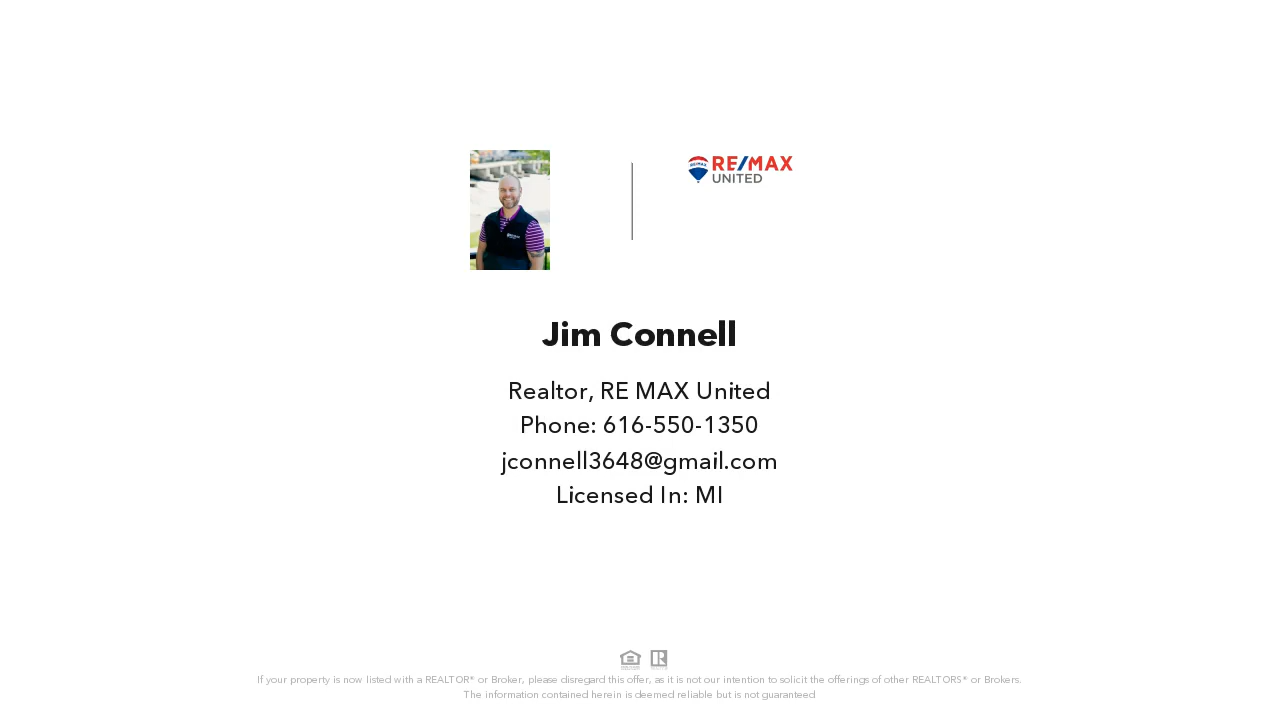 RE/MAX
RE/MAX
UNITED
Jim Connell
Realtor, RE MAX United
Phone: 616-550-1350
jconnell3648@gmail.com
Licensed In: MI
If your property is now listed with a REALTOR® or Broker, please disregard this offer, as it is not our intention to solicit the offerings of other REALTORS® or Brokers.
The information contained herein is deemed reliable but is not guaranteed